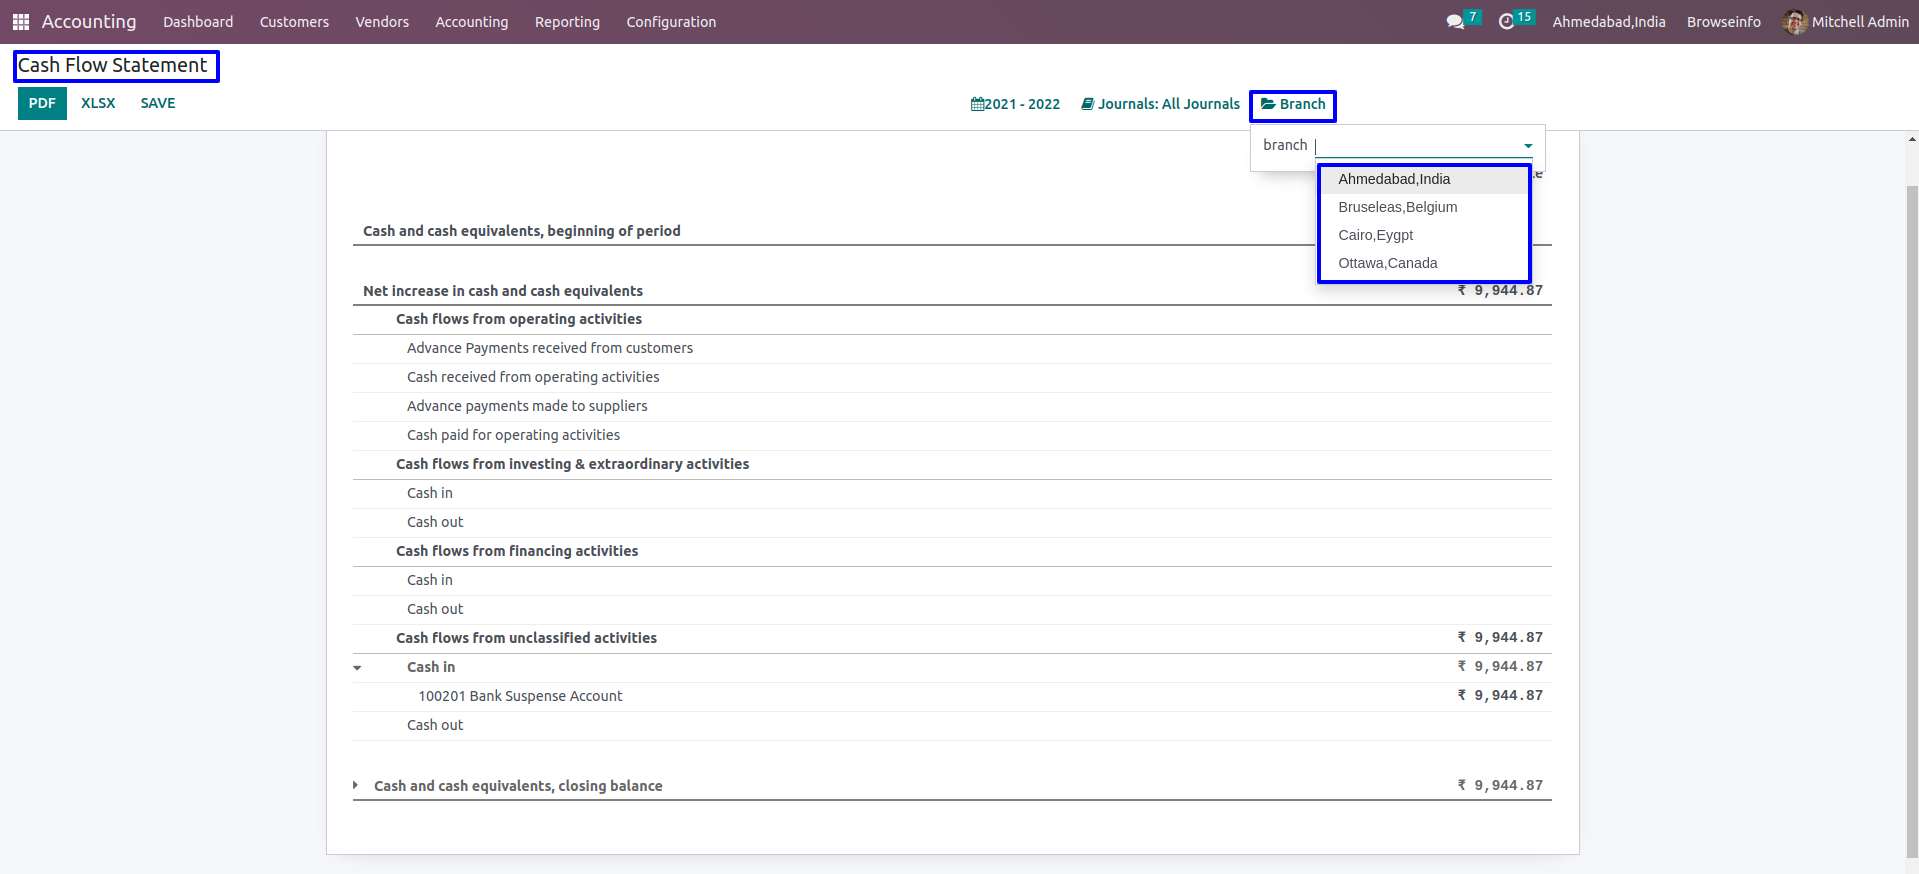 Accounting Dashboard Customers Vendors Accounting Reporting Configuration 7 15 Ahmedabad,India Browseinfo Mitchell Admin
Cash Flow Statement
PDF XLSX SAVE 2021 - 2022 Journals: All Journals Branch
branch
Ahmedabad,India
Bruseleas,Belgium
Cairo,Eygpt
Ottawa,Canada
Cash and cash equivalents, beginning of period
Net increase in cash and cash equivalents ₹ 9,944.87
Cash flows from operating activities
Advance Payments received from customers
Cash received from operating activities
Advance payments made to suppliers
Cash paid for operating activities
Cash flows from investing & extraordinary activities
Cash in
Cash out
Cash flows from financing activities
Cash in
Cash out
Cash flows from unclassified activities ₹ 9,944.87
Cash in ₹ 9,944.87
100201 Bank Suspense Account ₹ 9,944.87
Cash out
Cash and cash equivalents, closing balance ₹ 9,944.87